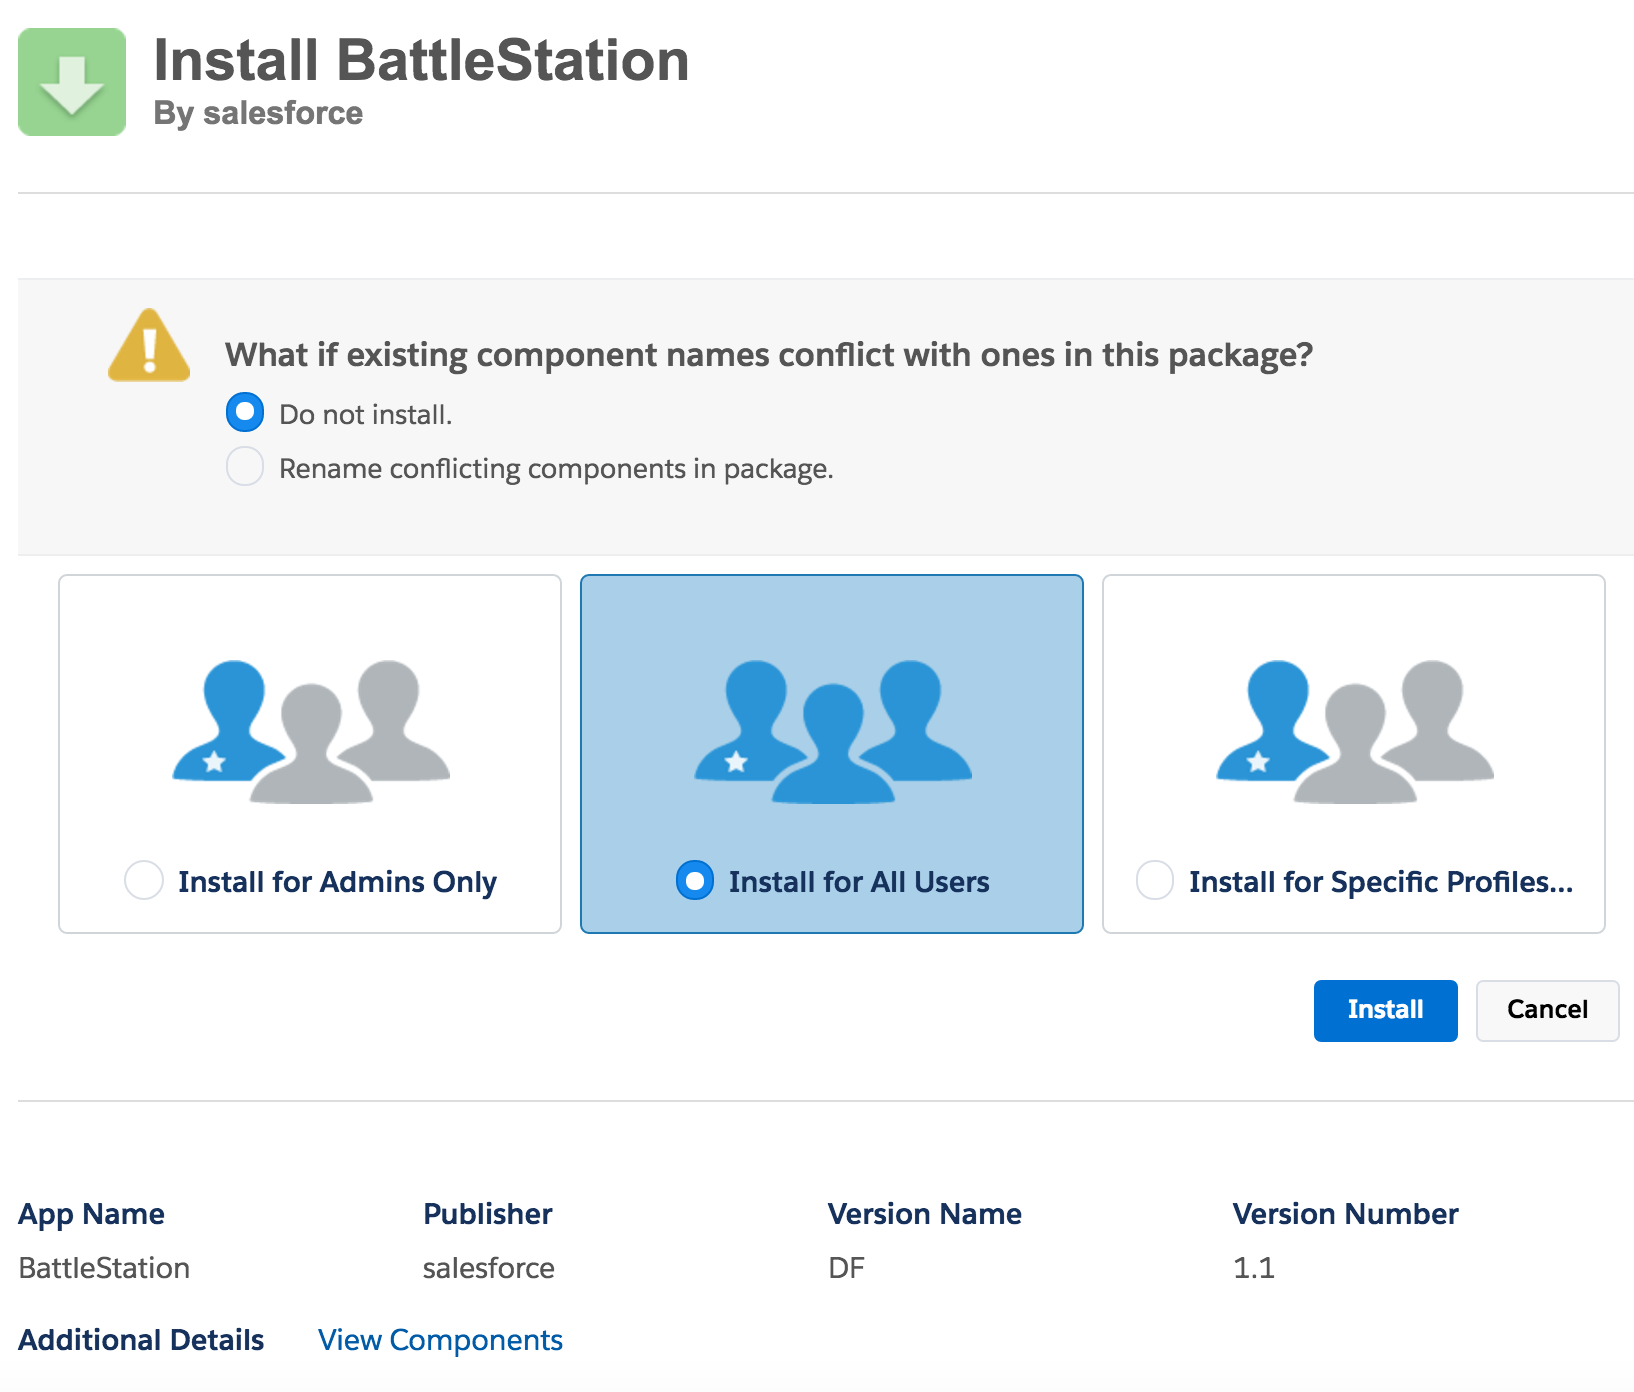 Install BattleStation
By salesforce
What if existing component names conflict with ones in this package?
Do not install.
Rename conflicting components in package.
Install for Admins Only
Install for All Users
Install for Specific Profiles...
Install
Cancel
App Name
Publisher
Version Name
Version Number
BattleStation
salesforce
DF
1.1
Additional Details
View Components